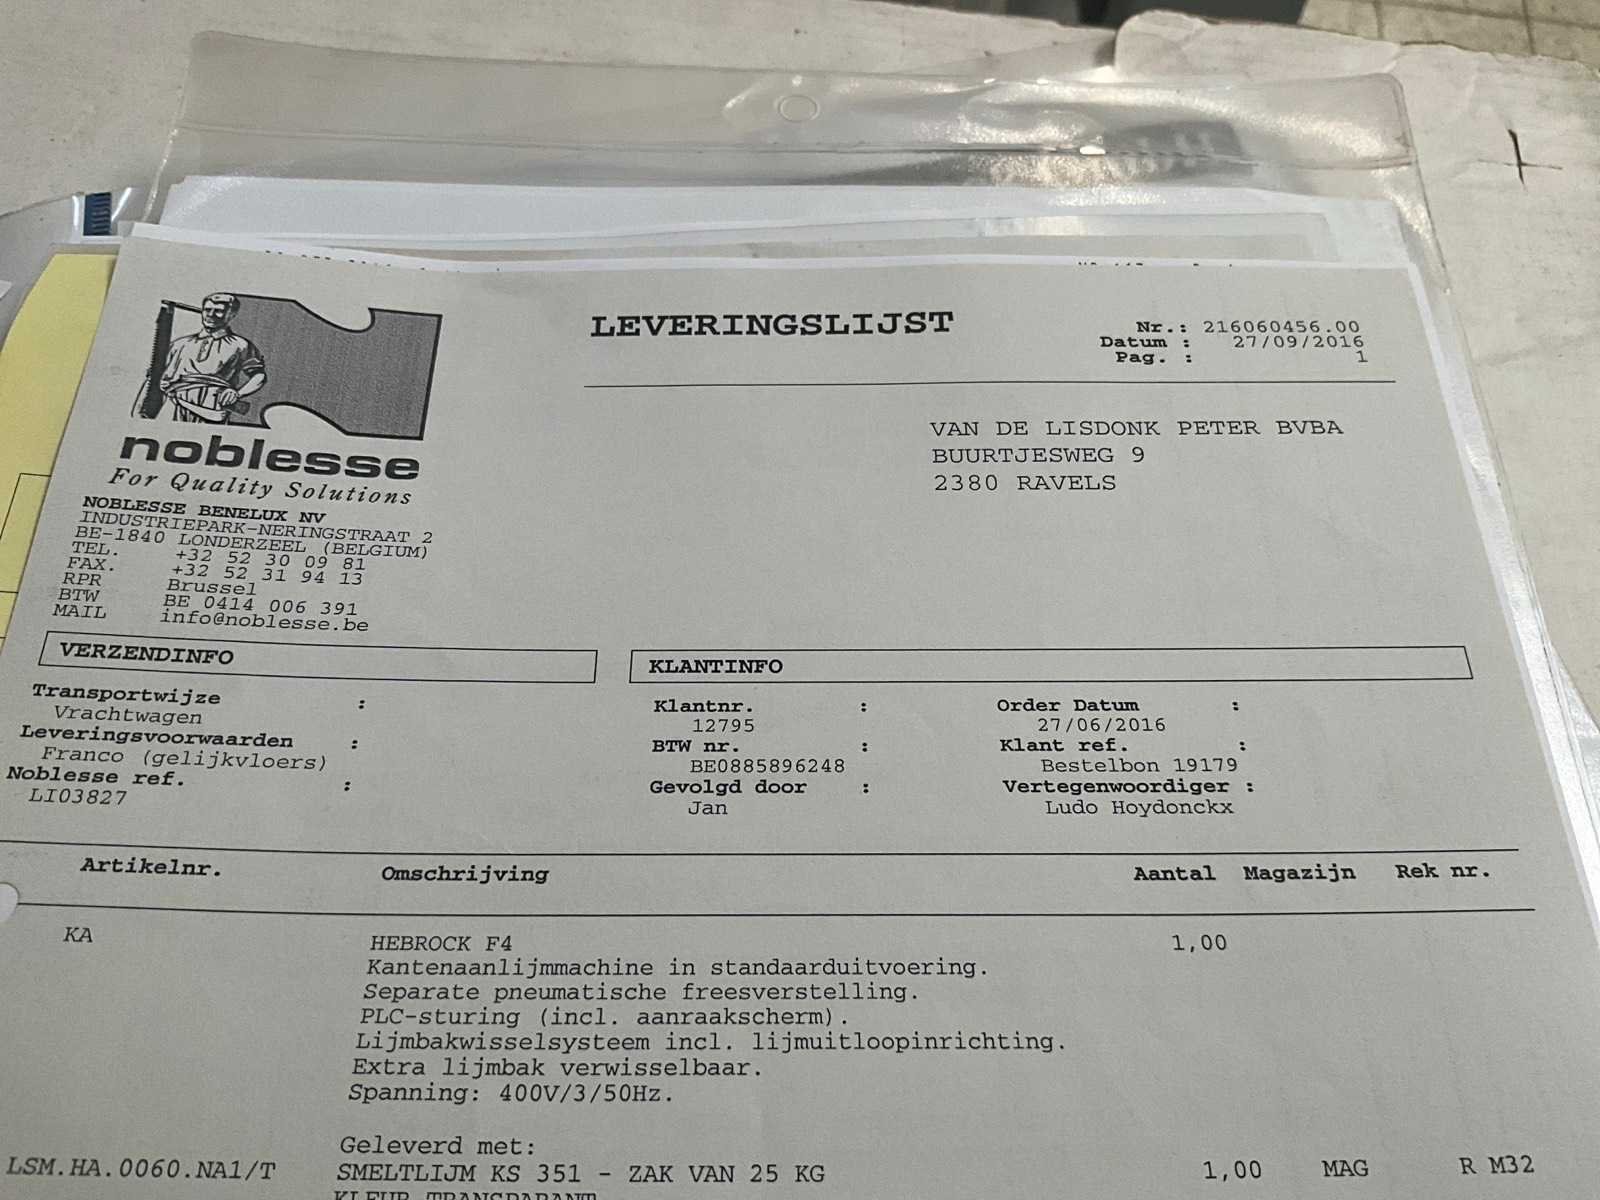 LEVERINGSLIJST
Nr.: 216060456.00
Datum : 27/09/2016
Pag. : 1
VAN DE LISDONK PETER BVBA
BUURTJESWEG 9
2380 RAVELS
noblesse
For Quality Solutions
NOBLESSE BENELUX NV
INDUSTRIEPARK-NERINGSTRAAT 2
BE-1840 LONDERZEEL (BELGIUM)
TEL. +32 52 30 09 81
FAX. +32 52 31 94 13
RPR Brussel
BTW BE 0414 006 391
MAIL info@noblesse.be
VERZENDINFO
Transportwijze :
Vrachtwagen
Leveringsvoorwaarden :
Franco (gelijkvloers)
Noblesse ref. :
LI03827
KLANTINFO
Klantnr. : Order Datum :
12795 27/06/2016
BTW nr. : Klant ref. :
BE0885896248 Bestelbon 19179
Gevolgd door : Vertegenwoordiger :
Jan Ludo Hoydonckx
Artikelnr. Omschrijving Aantal Magazijn Rek nr.
KA HEBROCK F4 1,00
Kantenaanlijmmachine in standaarduitvoering.
Separate pneumatische freesverstelling.
PLC-sturing (incl. aanraakscherm).
Lijmbakwisselsysteem incl. lijmuitloopinrichting.
Extra lijmbak verwisselbaar.
Spanning: 400V/3/50Hz.
Geleverd met:
LSM.HA.0060.NA1/T SMELTLIJM KS 351 - ZAK VAN 25 KG 1,00 MAG R M32
KLEUR TRANSPARANT